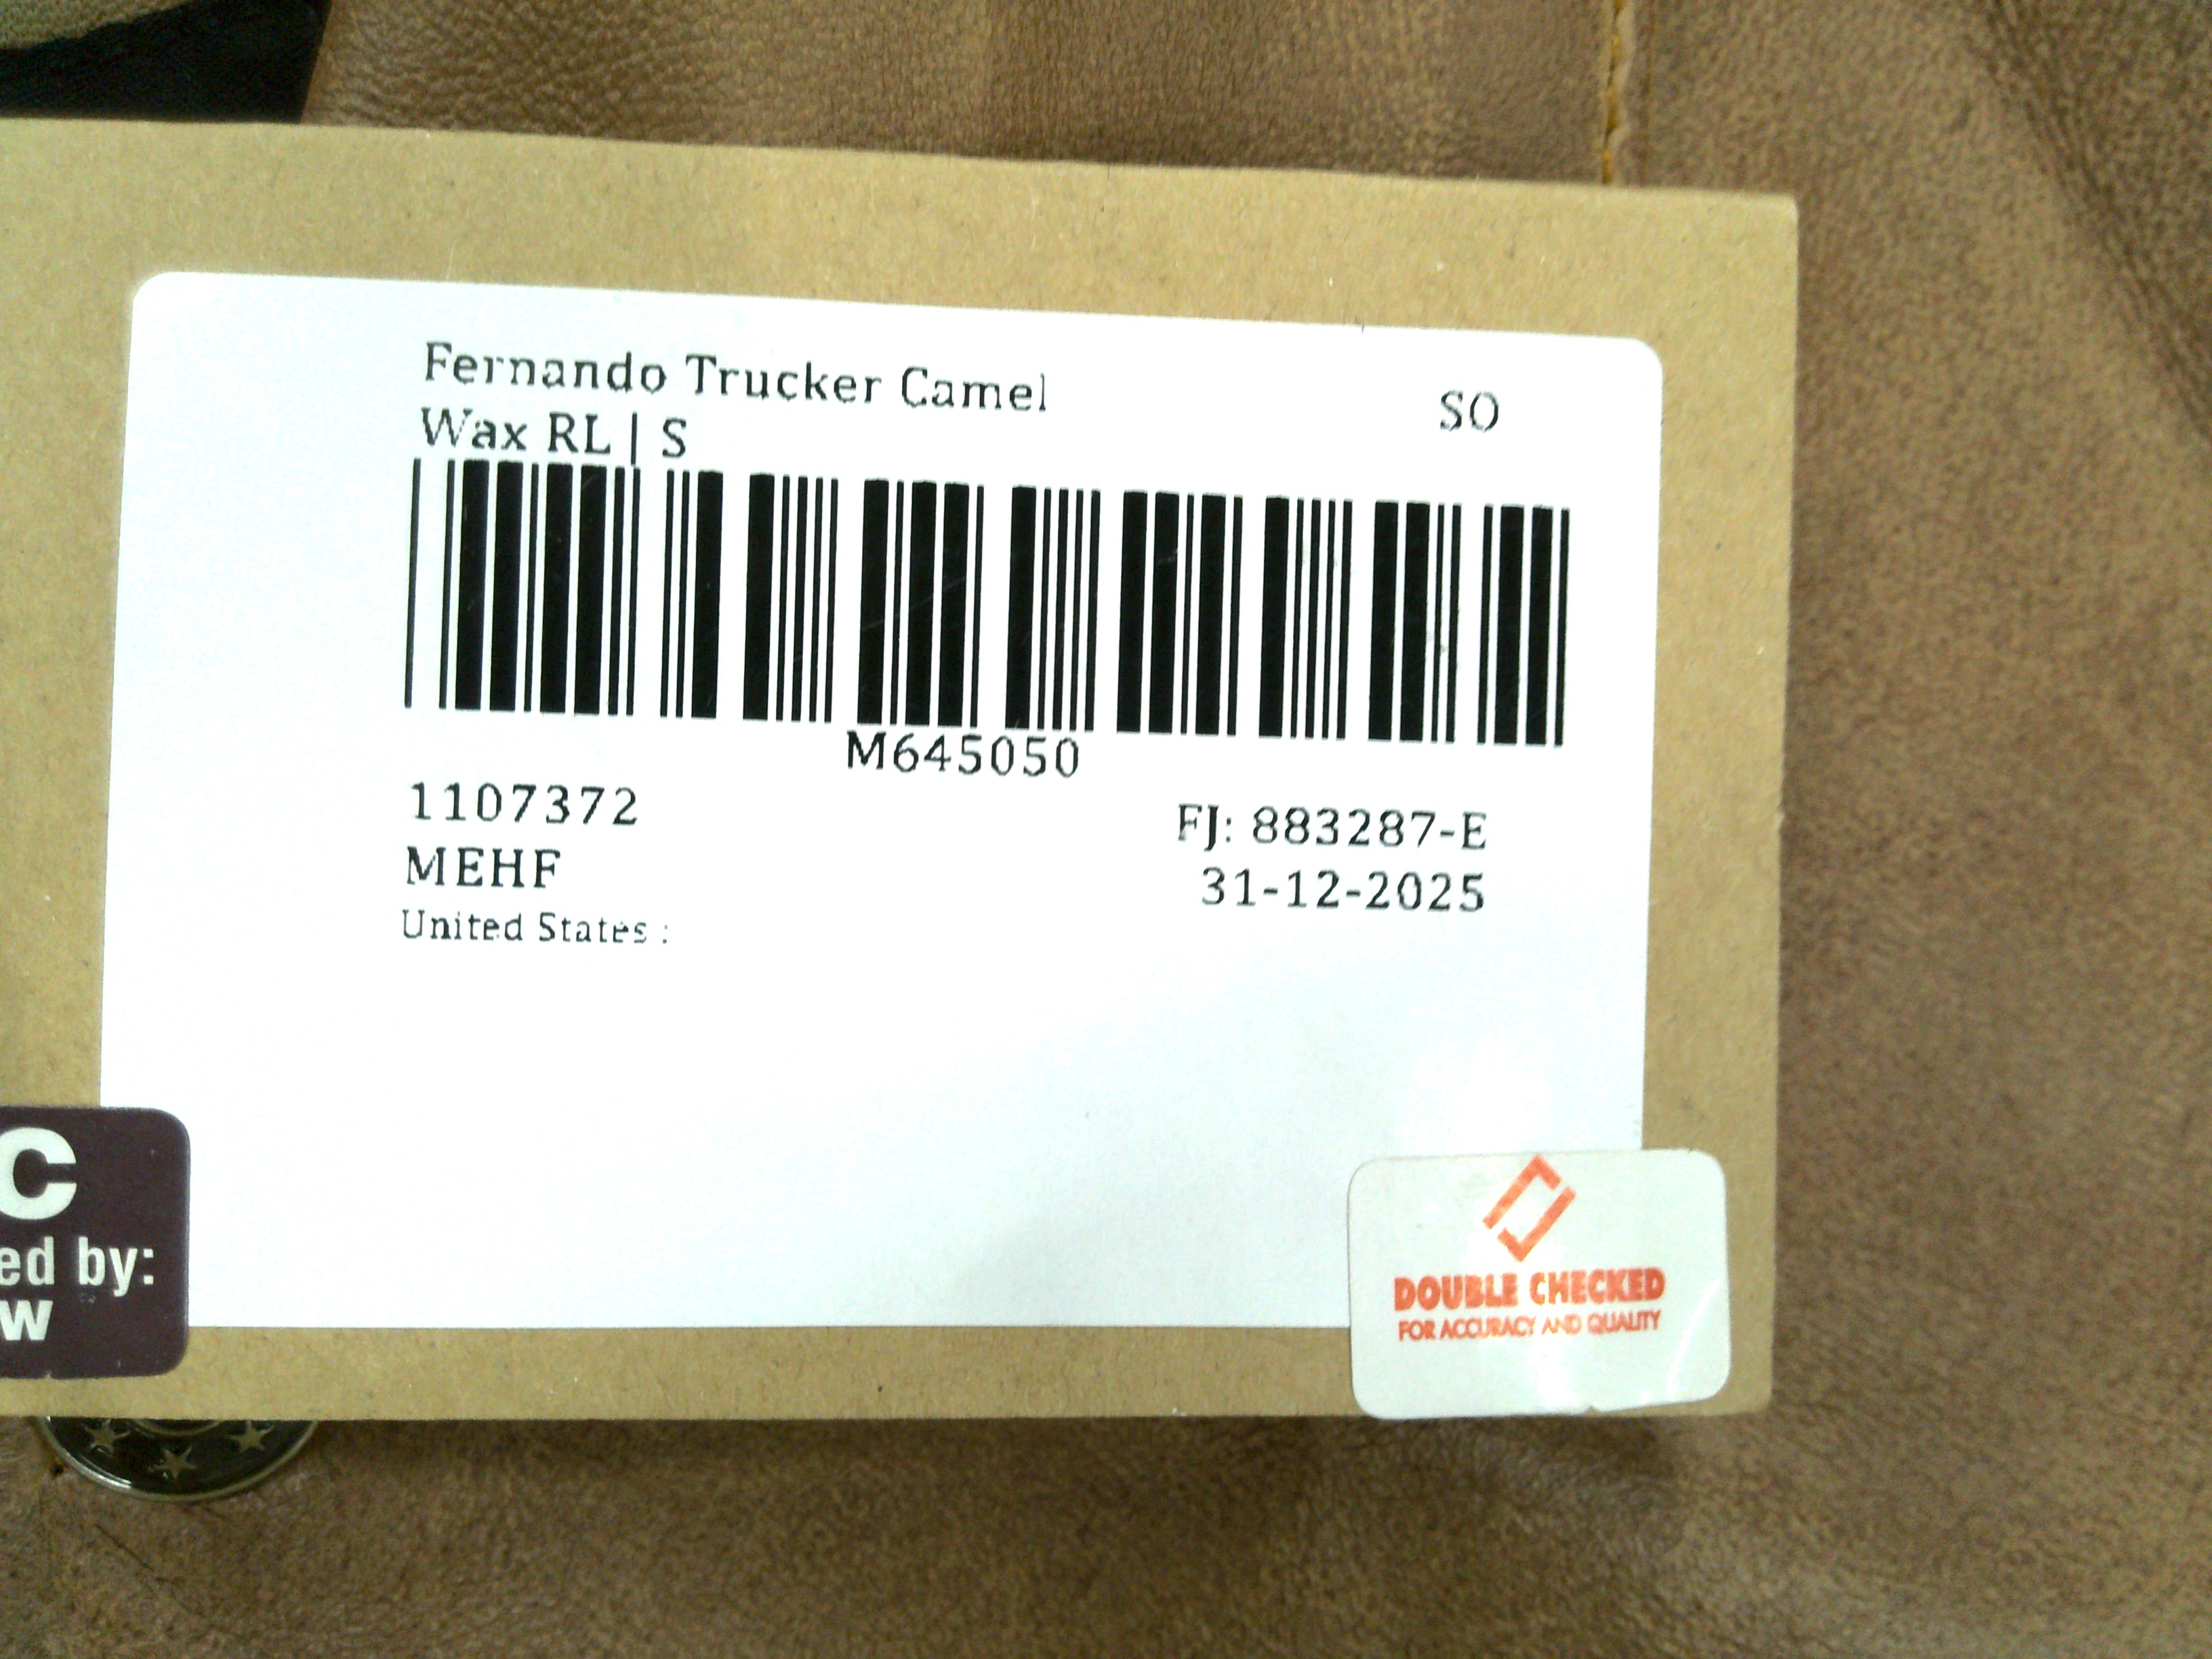 Fernando Trucker Camel
Wax RL | S
SO
M645050
1107372
FJ: 883287-E
MEHF
31-12-2025
United States :
C
ed by:
W
DOUBLE CHECKED
FOR ACCURACY AND QUALITY